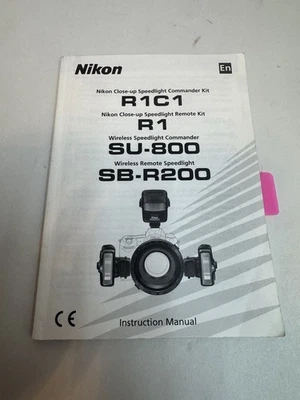 Nikon
En
Nikon Close-up Speedlight Commander Kit
R1C1
Nikon Close-up Speedlight Remote Kit
R1
Wireless Speedlight Commander
SU-800
Wireless Remote Speedlight
SB-R200
CE
Instruction Manual